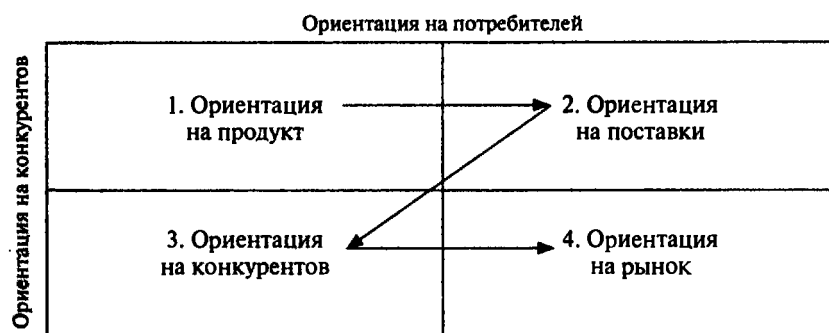 Ориентация на потребителей
Ориентация на конкурентов
1. Ориентация
на продукт
2. Ориентация
на поставки
3. Ориентация
на конкурентов
4. Ориентация
на рынок